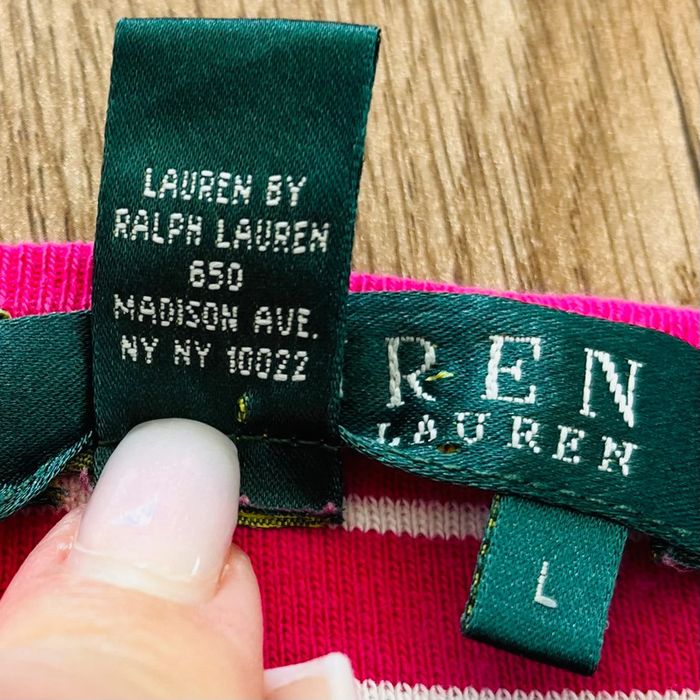 LAUREN BY
RALPH LAUREN
650
MADISON AVE.
NY NY 10022
REN
LAUREN
L